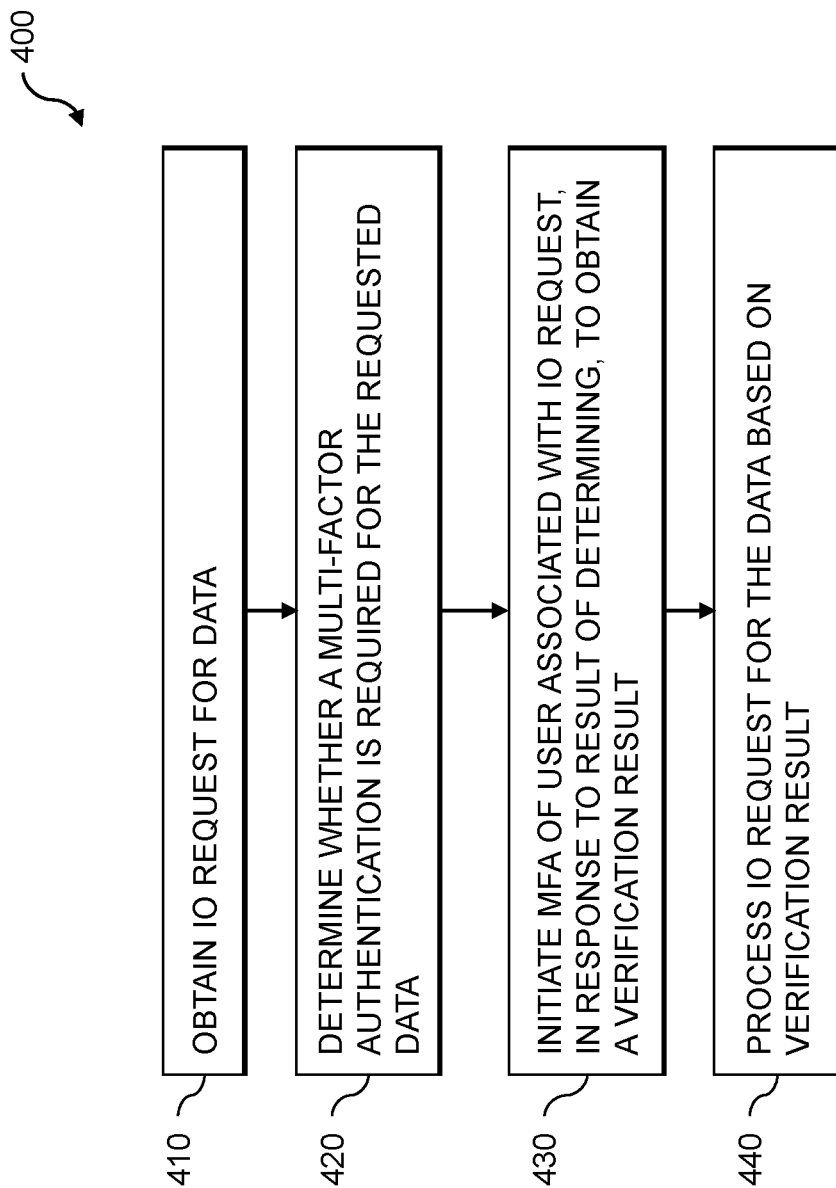 400
410
OBTAIN IO REQUEST FOR DATA
420
DETERMINE WHETHER A MULTI-FACTOR
AUTHENTICATION IS REQUIRED FOR THE REQUESTED
DATA
430
INITIATE MFA OF USER ASSOCIATED WITH IO REQUEST,
IN RESPONSE TO RESULT OF DETERMINING, TO OBTAIN
A VERIFICATION RESULT
440
PROCESS IO REQUEST FOR THE DATA BASED ON
VERIFICATION RESULT